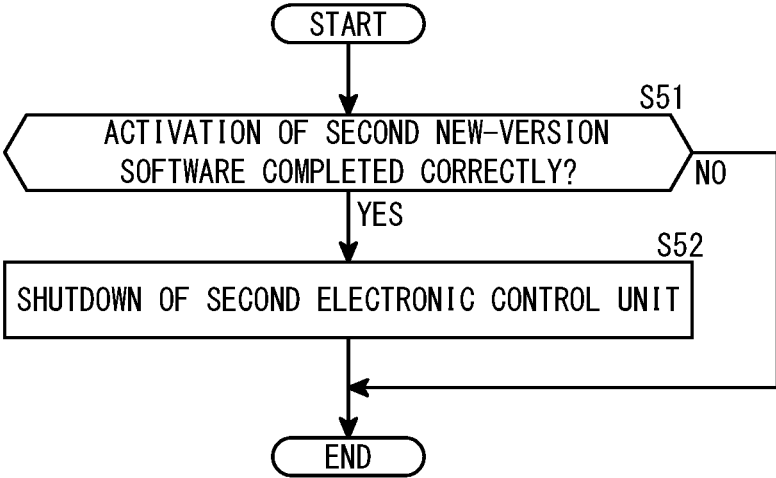 START
S51
ACTIVATION OF SECOND NEW-VERSION
SOFTWARE COMPLETED CORRECTLY?
NO
YES
S52
SHUTDOWN OF SECOND ELECTRONIC CONTROL UNIT
END